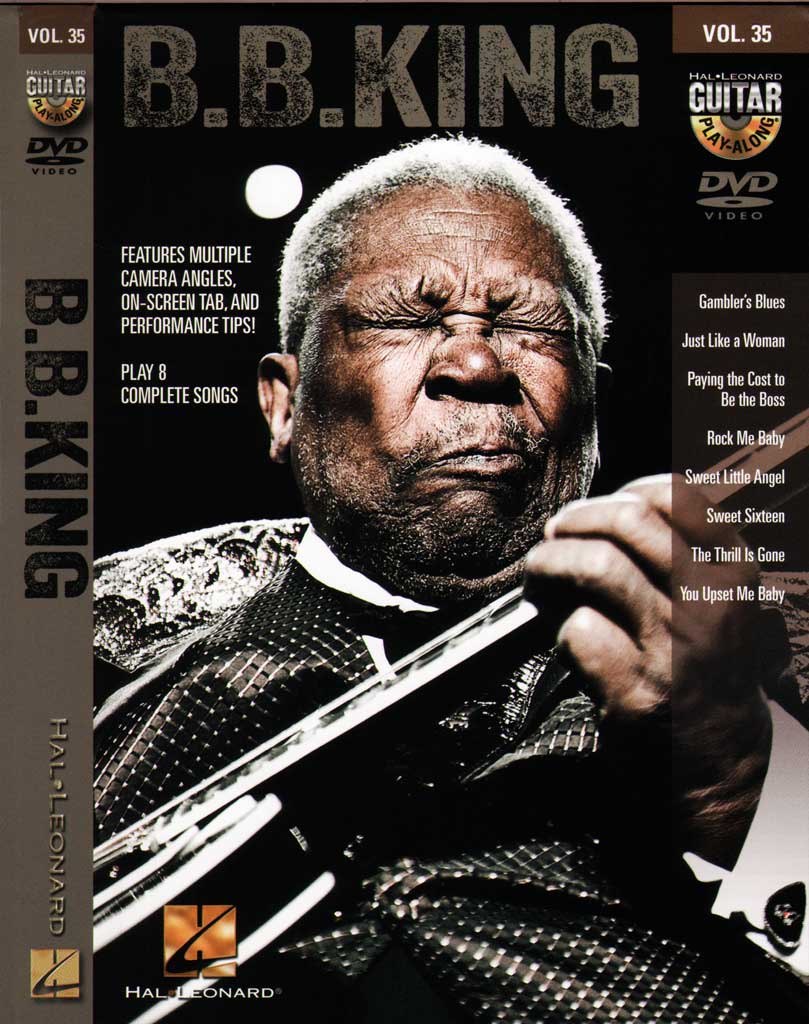 VOL. 35
HAL•LEONARD
GUITAR
PLAY-ALONG
DVD
VIDEO
B.B.KING
HAL•LEONARD
B.B.KING
VOL. 35
HAL•LEONARD
GUITAR
PLAY-ALONG
DVD
VIDEO
FEATURES MULTIPLE
CAMERA ANGLES,
ON-SCREEN TAB, AND
PERFORMANCE TIPS!
PLAY 8
COMPLETE SONGS
Gambler's Blues
Just Like a Woman
Paying the Cost to
Be the Boss
Rock Me Baby
Sweet Little Angel
Sweet Sixteen
The Thrill Is Gone
You Upset Me Baby
HAL•LEONARD®